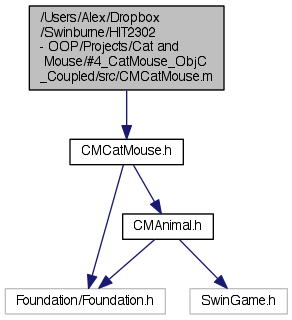 /Users/Alex/Dropbox
/Swinburne/HIT2302
- OOP/Projects/Cat and
Mouse/#4_CatMouse_ObjC
_Coupled/src/CMCatMouse.m
CMCatMouse.h
CMAnimal.h
Foundation/Foundation.h
SwinGame.h